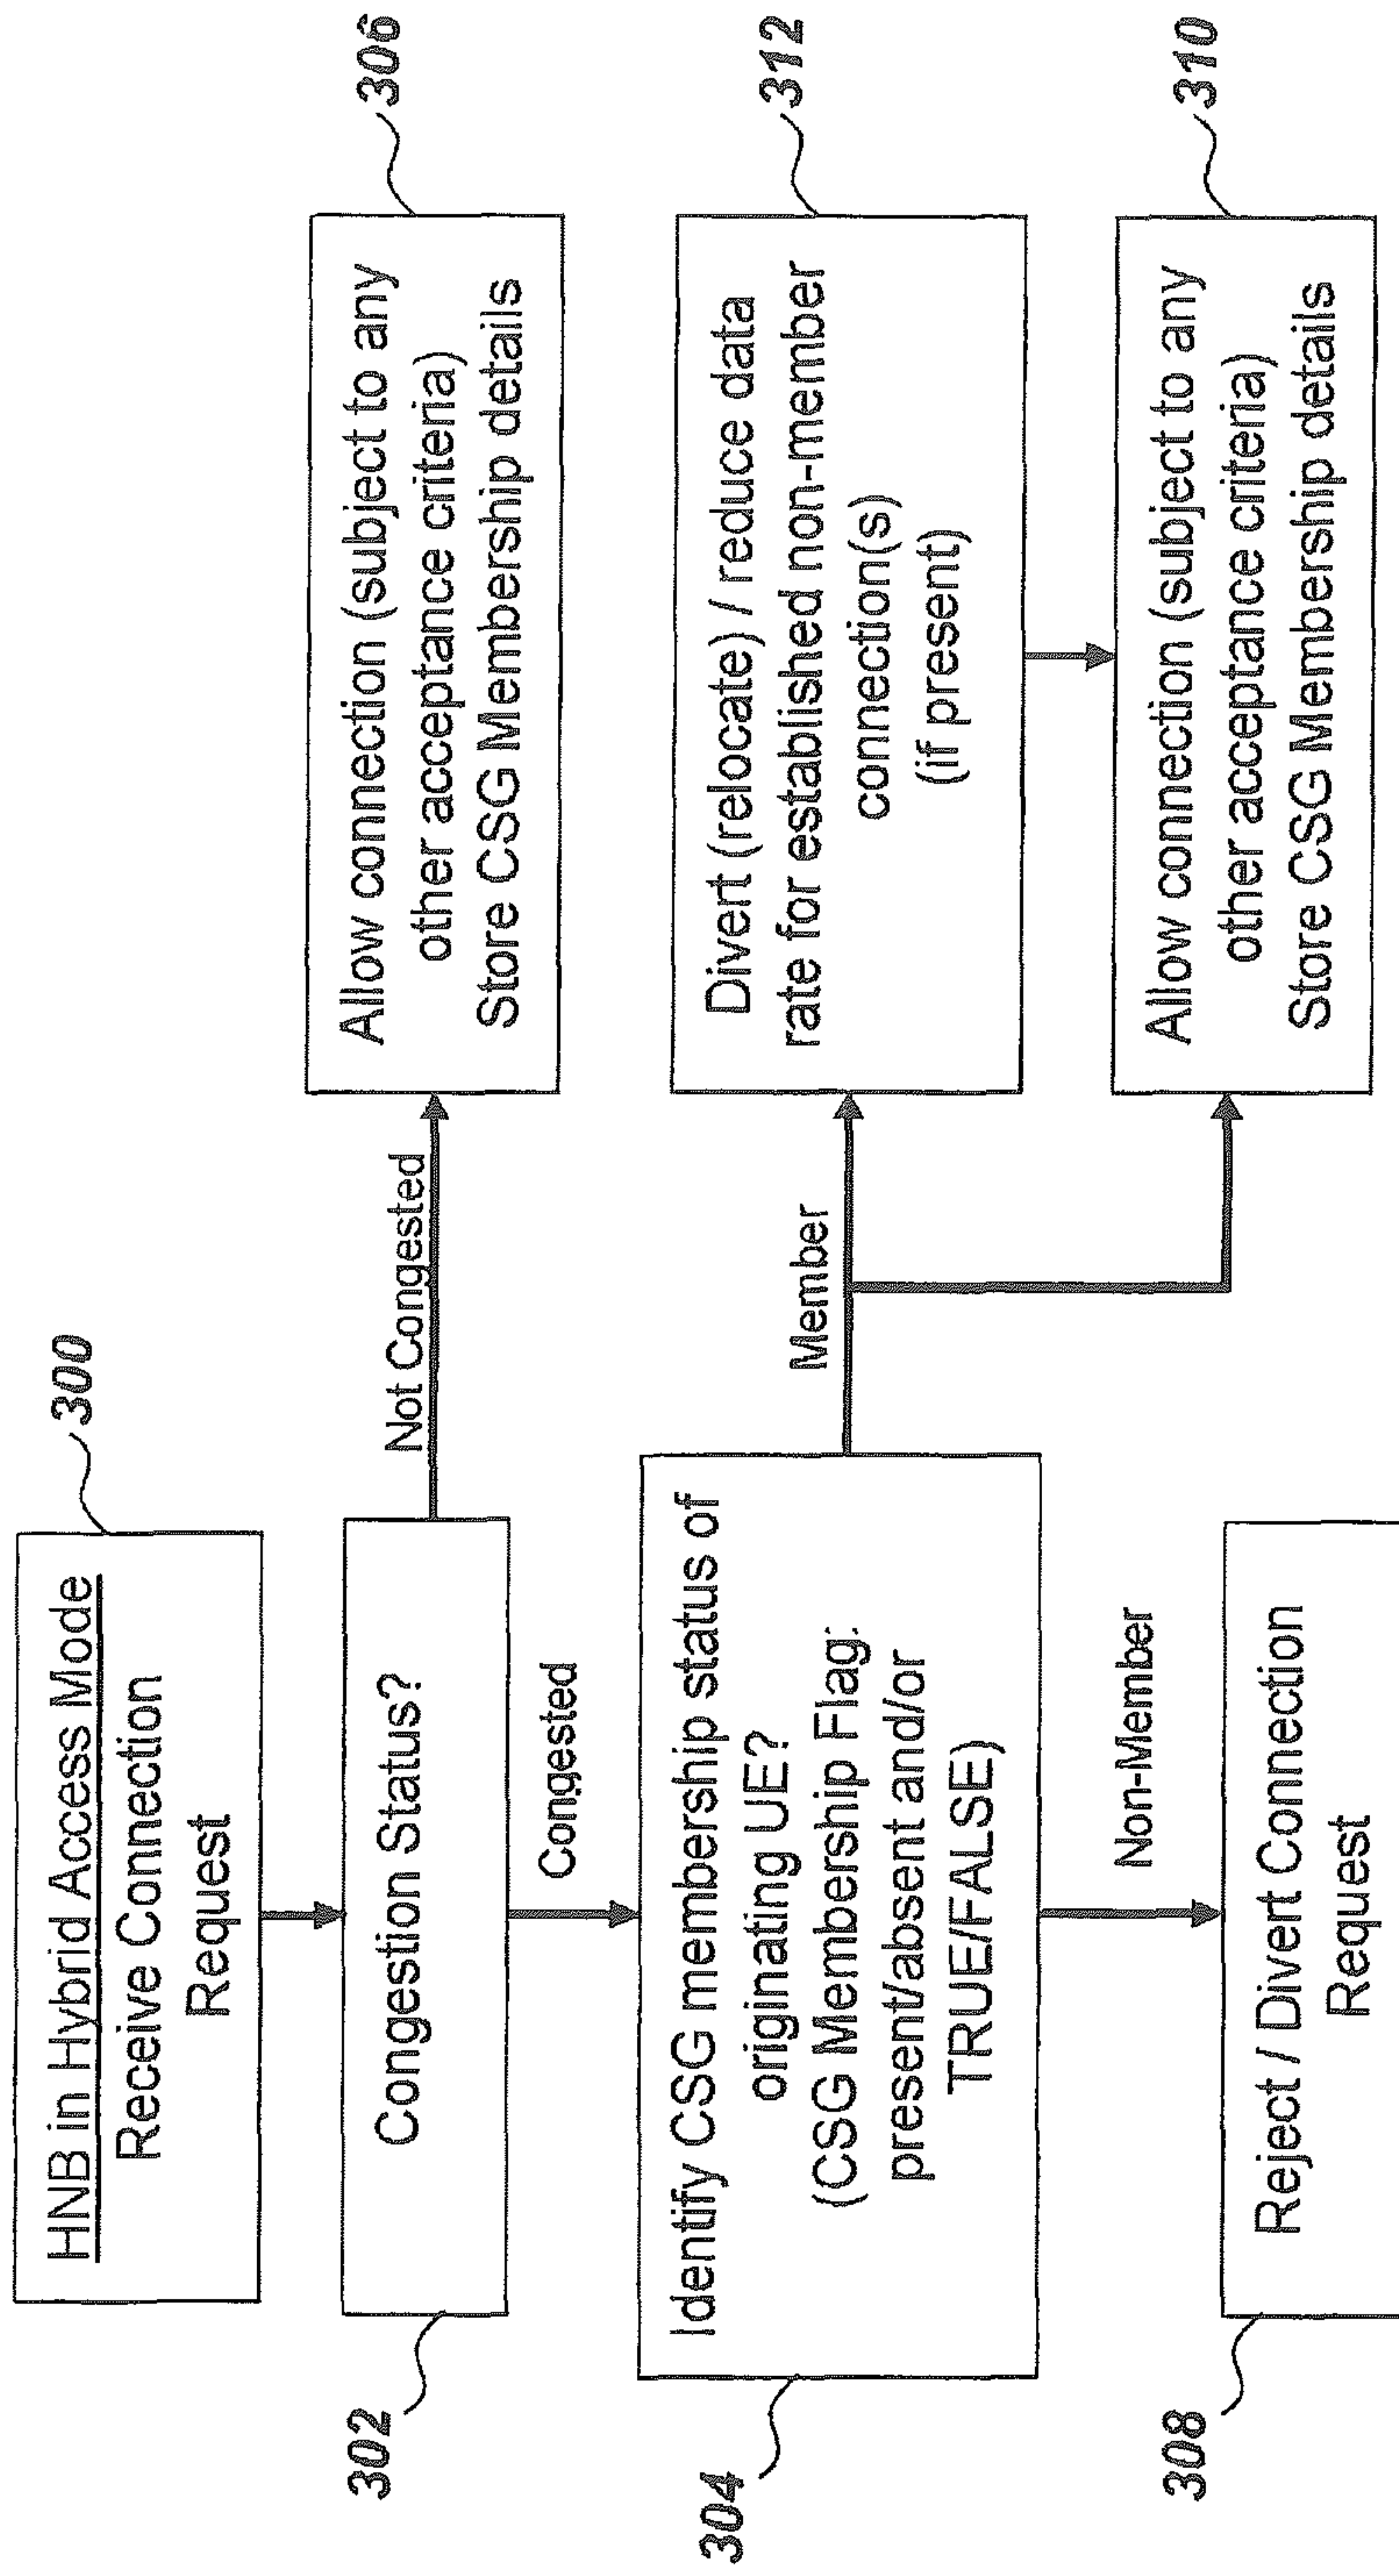 HNB in Hybrid Access Mode
Receive Connection
Request
300
302
Congestion Status?
Not Congested
Allow connection (subject to any
other acceptance criteria)
Store CSG Membership details
306
Congested
304
Identify CSG membership status of
originating UE?
(CSG Membership Flag:
present/absent and/or
TRUE/FALSE)
Member
Divert (relocate) / reduce data
rate for established non-member
connection(s)
(if present)
312
Non-Member
308
Reject / Divert Connection
Request
Allow connection (subject to any
other acceptance criteria)
Store CSG Membership details
310